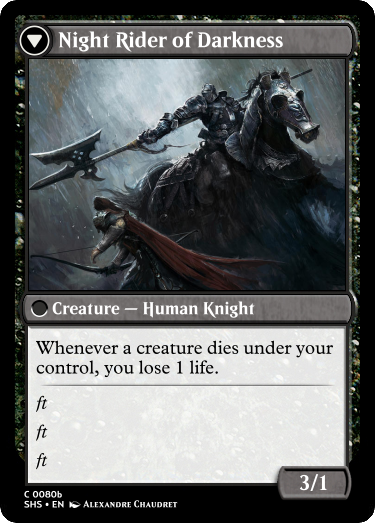 Night Rider of Darkness
Creature — Human Knight
Whenever a creature dies under your
control, you lose 1 life.
ft
ft
ft
3/1
C 0080b
SHS • EN Alexandre Chaudret